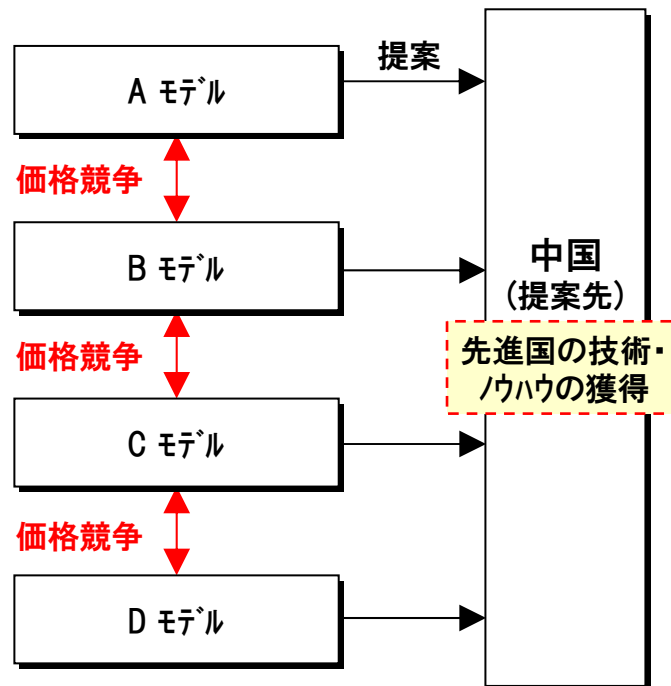 提案
A ﾓﾃﾞﾙ
価格競争
B ﾓﾃﾞﾙ
中国
(提案先)
先進国の技術・
ﾉｳﾊｳの獲得
価格競争
C ﾓﾃﾞﾙ
価格競争
D ﾓﾃﾞﾙ